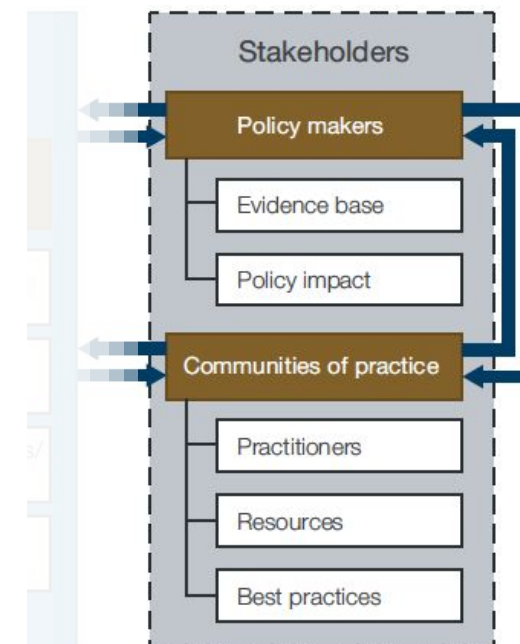 Stakeholders
Policy makers
Evidence base
Policy impact
Communities of practice
Practitioners
Resources
Best practices